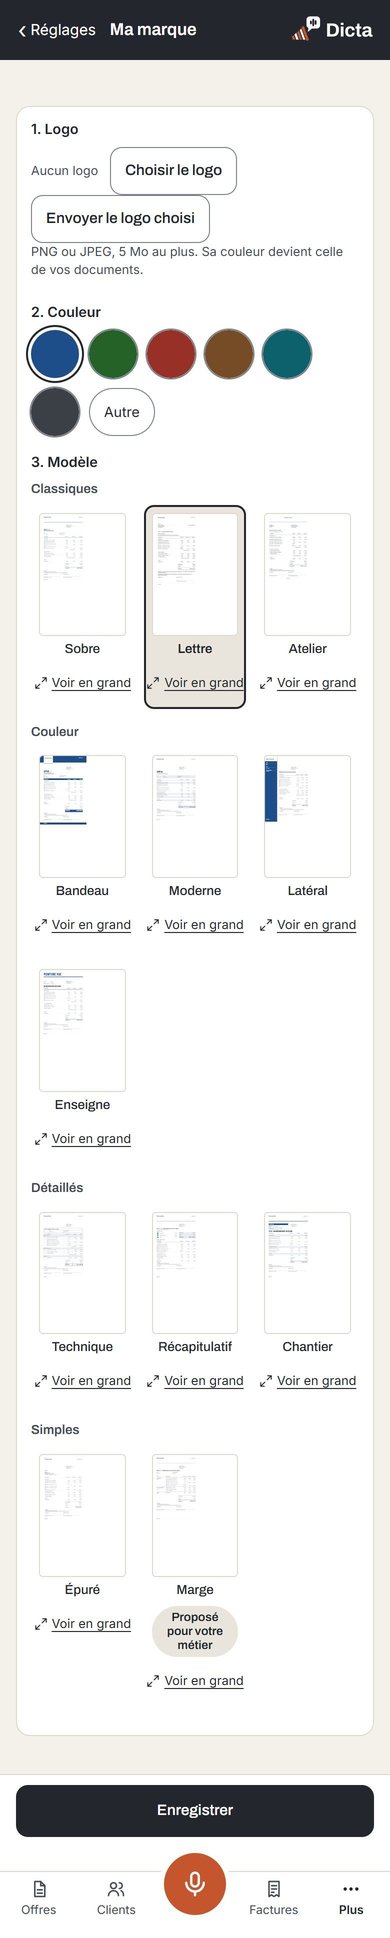 Réglages Ma marque Dicta
1. Logo
Aucun logo Choisir le logo
Envoyer le logo choisi
PNG ou JPEG, 5 Mo au plus. Sa couleur devient celle
de vos documents.
2. Couleur
Autre
3. Modèle
Classiques
Sobre Lettre Atelier
Voir en grand Voir en grand Voir en grand
Couleur
Bandeau Moderne Latéral
Voir en grand Voir en grand Voir en grand
Enseigne
Voir en grand
Détaillés
Technique Récapitulatif Chantier
Voir en grand Voir en grand Voir en grand
Simples
Épuré Marge
Proposé
pour votre
métier
Voir en grand
Voir en grand
Enregistrer
Offres Clients Factures Plus